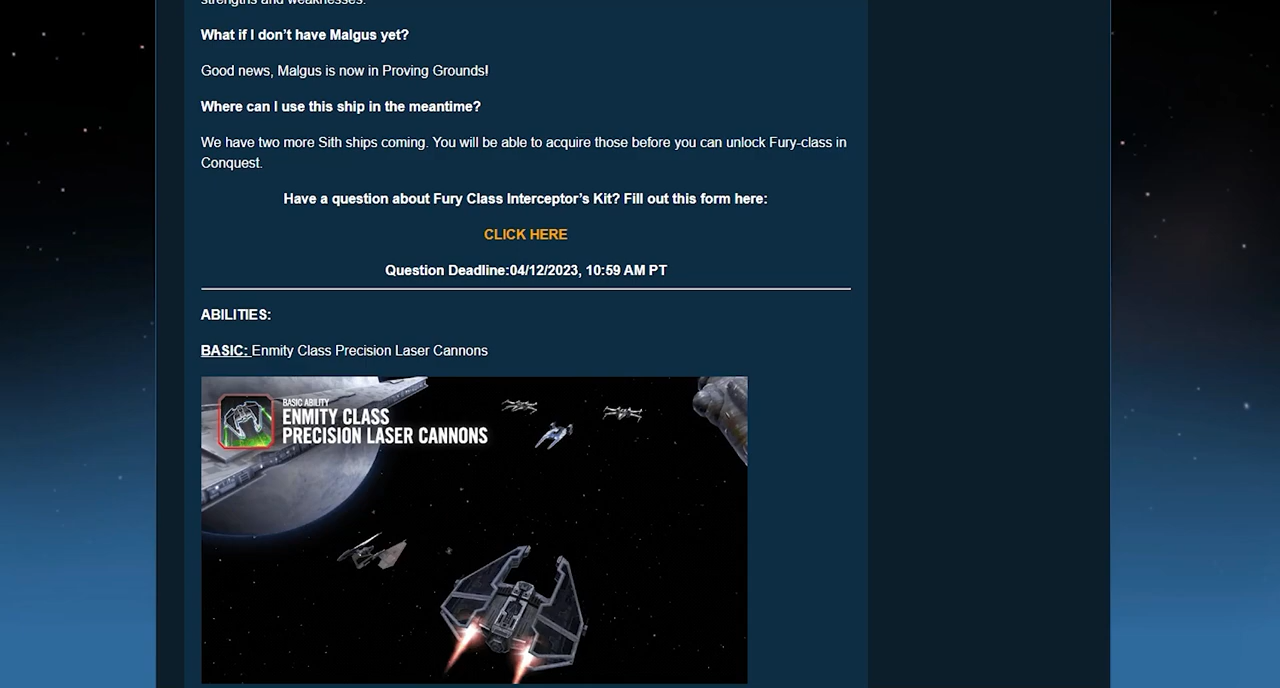 strengths and weaknesses.
What if I don’t have Malgus yet?
Good news, Malgus is now in Proving Grounds!
Where can I use this ship in the meantime?
We have two more Sith ships coming. You will be able to acquire those before you can unlock Fury-class in
Conquest.
Have a question about Fury Class Interceptor’s Kit? Fill out this form here:
CLICK HERE
Question Deadline:04/12/2023, 10:59 AM PT
ABILITIES:
BASIC: Enmity Class Precision Laser Cannons
BASIC ABILITY
ENMITY CLASS
PRECISION LASER CANNONS